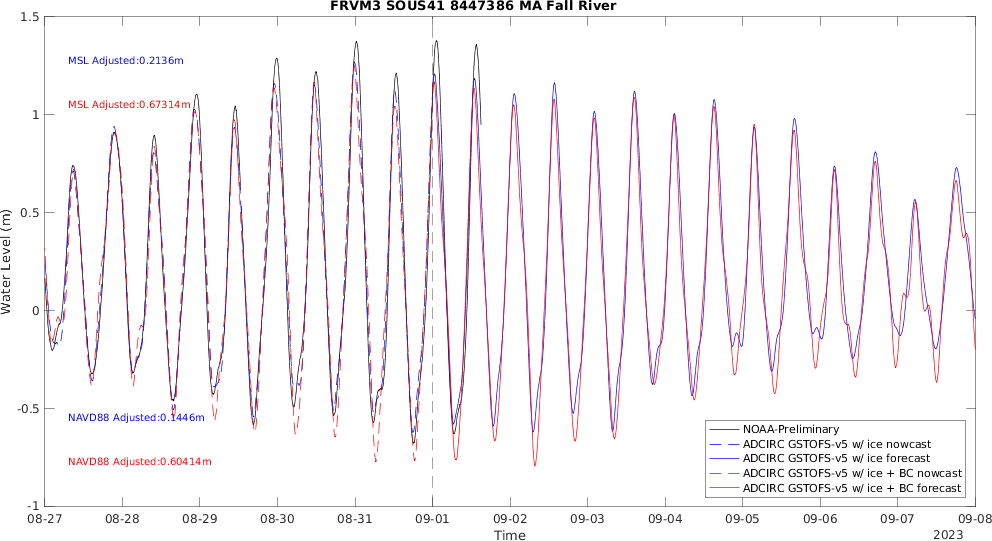 FRVM3 SOUS41 8447386 MA Fall River
1.5
1
0.5
0
-0.5
-1
Water Level (m)
MSL Adjusted:0.2136m
MSL Adjusted:0.67314m
NAVD88 Adjusted:0.1446m
NAVD88 Adjusted:0.60414m
NOAA-Preliminary
ADCIRC GSTOFS-v5 w/ ice nowcast
ADCIRC GSTOFS-v5 w/ ice forecast
ADCIRC GSTOFS-v5 w/ ice + BC nowcast
ADCIRC GSTOFS-v5 w/ ice + BC forecast
08-27 08-28 08-29 08-30 08-31 09-01 09-02 09-03 09-04 09-05 09-06 09-07 09-08
Time
2023